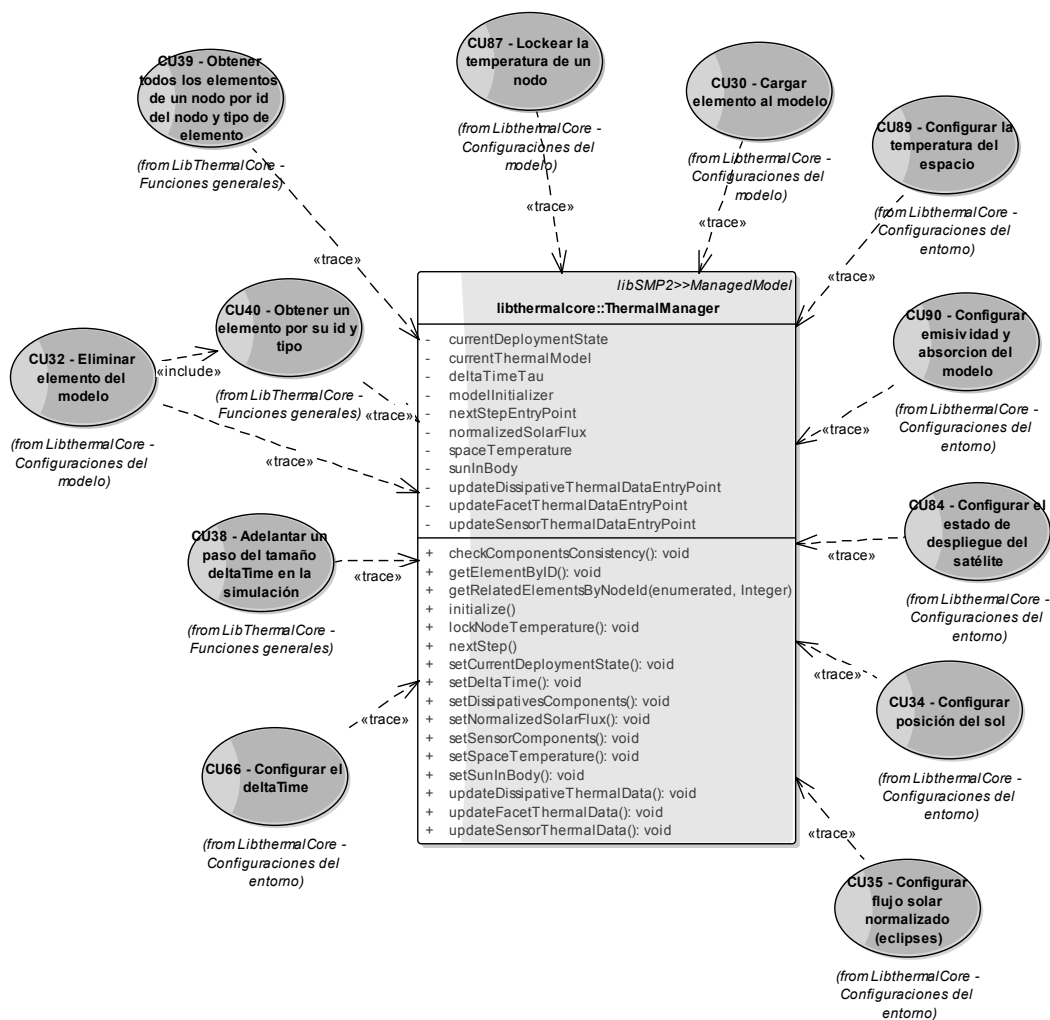 CU39 - Obtener
todos los elementos
de un nodo por id
del nodo y tipo de
elemento
(from LibThermalCore -
Funciones generales)
«trace»
CU87 - Lockear la
temperatura de un
nodo
(from LibthermalCore -
Configuraciones del
modelo)
«trace»
CU30 - Cargar
elemento al modelo
(from LibthermalCore -
Configuraciones del
modelo)
«trace»
CU89 - Configurar la
temperatura del
espacio
(from LibthermalCore -
Configuraciones del
entorno)
«trace»
CU40 - Obtener un
elemento por su id y
tipo
(from LibThermalCore -
Funciones generales)
«trace»
CU32 - Eliminar
elemento del
modelo
«include»
(from LibthermalCore -
Configuraciones del
modelo)
«trace»
CU38 - Adelantar un
paso del tamaño
deltaTime en la
simulación
«trace»
(from LibThermalCore -
Funciones generales)
«trace»
CU66 - Configurar el
deltaTime
(from LibthermalCore -
Configuraciones del
entorno)
libSMP2>>ManagedModel
libthermalcore::ThermalManager
- currentDeploymentState
- currentThermalModel
- deltaTimeTau
- modelInitializer
- nextStepEntryPoint
- normalizedSolarFlux
- spaceTemperature
- sunInBody
- updateDissipativeThermalDataEntryPoint
- updateFacetThermalDataEntryPoint
- updateSensorThermalDataEntryPoint
+ checkComponentsConsistency(): void
+ getElementByID(): void
+ getRelatedElementsByNodeId(enumerated, Integer)
+ initialize()
+ lockNodeTemperature(): void
+ nextStep()
+ setCurrentDeploymentState(): void
+ setDeltaTime(): void
+ setDissipativesComponents(): void
+ setNormalizedSolarFlux(): void
+ setSensorComponents(): void
+ setSpaceTemperature(): void
+ setSunInBody(): void
+ updateDissipativeThermalData(): void
+ updateFacetThermalData(): void
+ updateSensorThermalData(): void
CU90 - Configurar
emisividad y
absorcion del
modelo
«trace»
(from LibthermalCore -
Configuraciones del
entorno)
CU84 - Configurar el
estado de
despliegue del
satélite
«trace»
(from LibthermalCore -
Configuraciones del
entorno)
«trace»
CU34 - Configurar
posición del sol
(from LibthermalCore -
Configuraciones del
entorno)
«trace»
CU35 - Configurar
flujo solar
normalizado
(eclipses)
(from LibthermalCore -
Configuraciones del
entorno)